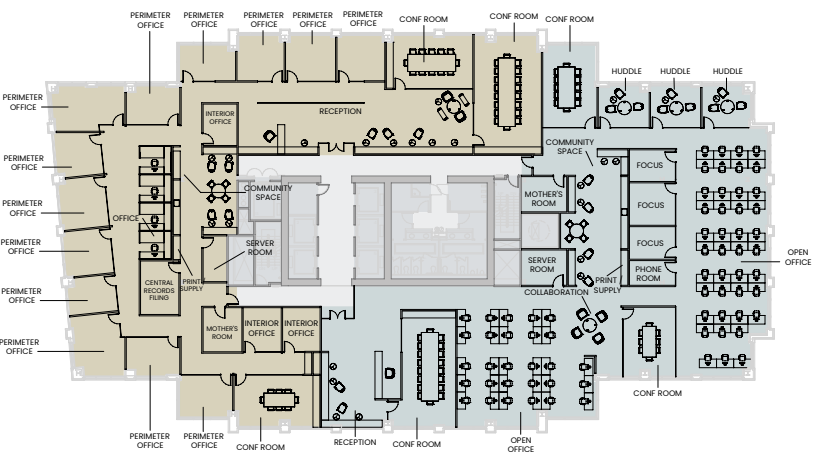 PERIMETER
OFFICE
PERIMETER
OFFICE
PERIMETER
OFFICE
PERIMETER
OFFICE
PERIMETER
OFFICE
CONF ROOM
CONF ROOM
CONF ROOM
HUDDLE
HUDDLE
HUDDLE
PERIMETER
OFFICE
INTERIOR
OFFICE
RECEPTION
COMMUNITY
SPACE
FOCUS
PERIMETER
OFFICE
COMMUNITY
SPACE
MOTHER'S
ROOM
FOCUS
PERIMETER
OFFICE
OFFICE
FOCUS
PERIMETER
OFFICE
SERVER
ROOM
SERVER
ROOM
PHONE
ROOM
OPEN
OFFICE
CENTRAL
RECORDS
FILING
PRINT/
SUPPLY
PRINT
SUPPLY
COLLABORATION
PERIMETER
OFFICE
MOTHER'S
ROOM
INTERIOR
OFFICE
INTERIOR
OFFICE
PERIMETER
OFFICE
CONF ROOM
PERIMETER
OFFICE
PERIMETER
OFFICE
CONF ROOM
RECEPTION
CONF ROOM
OPEN
OFFICE